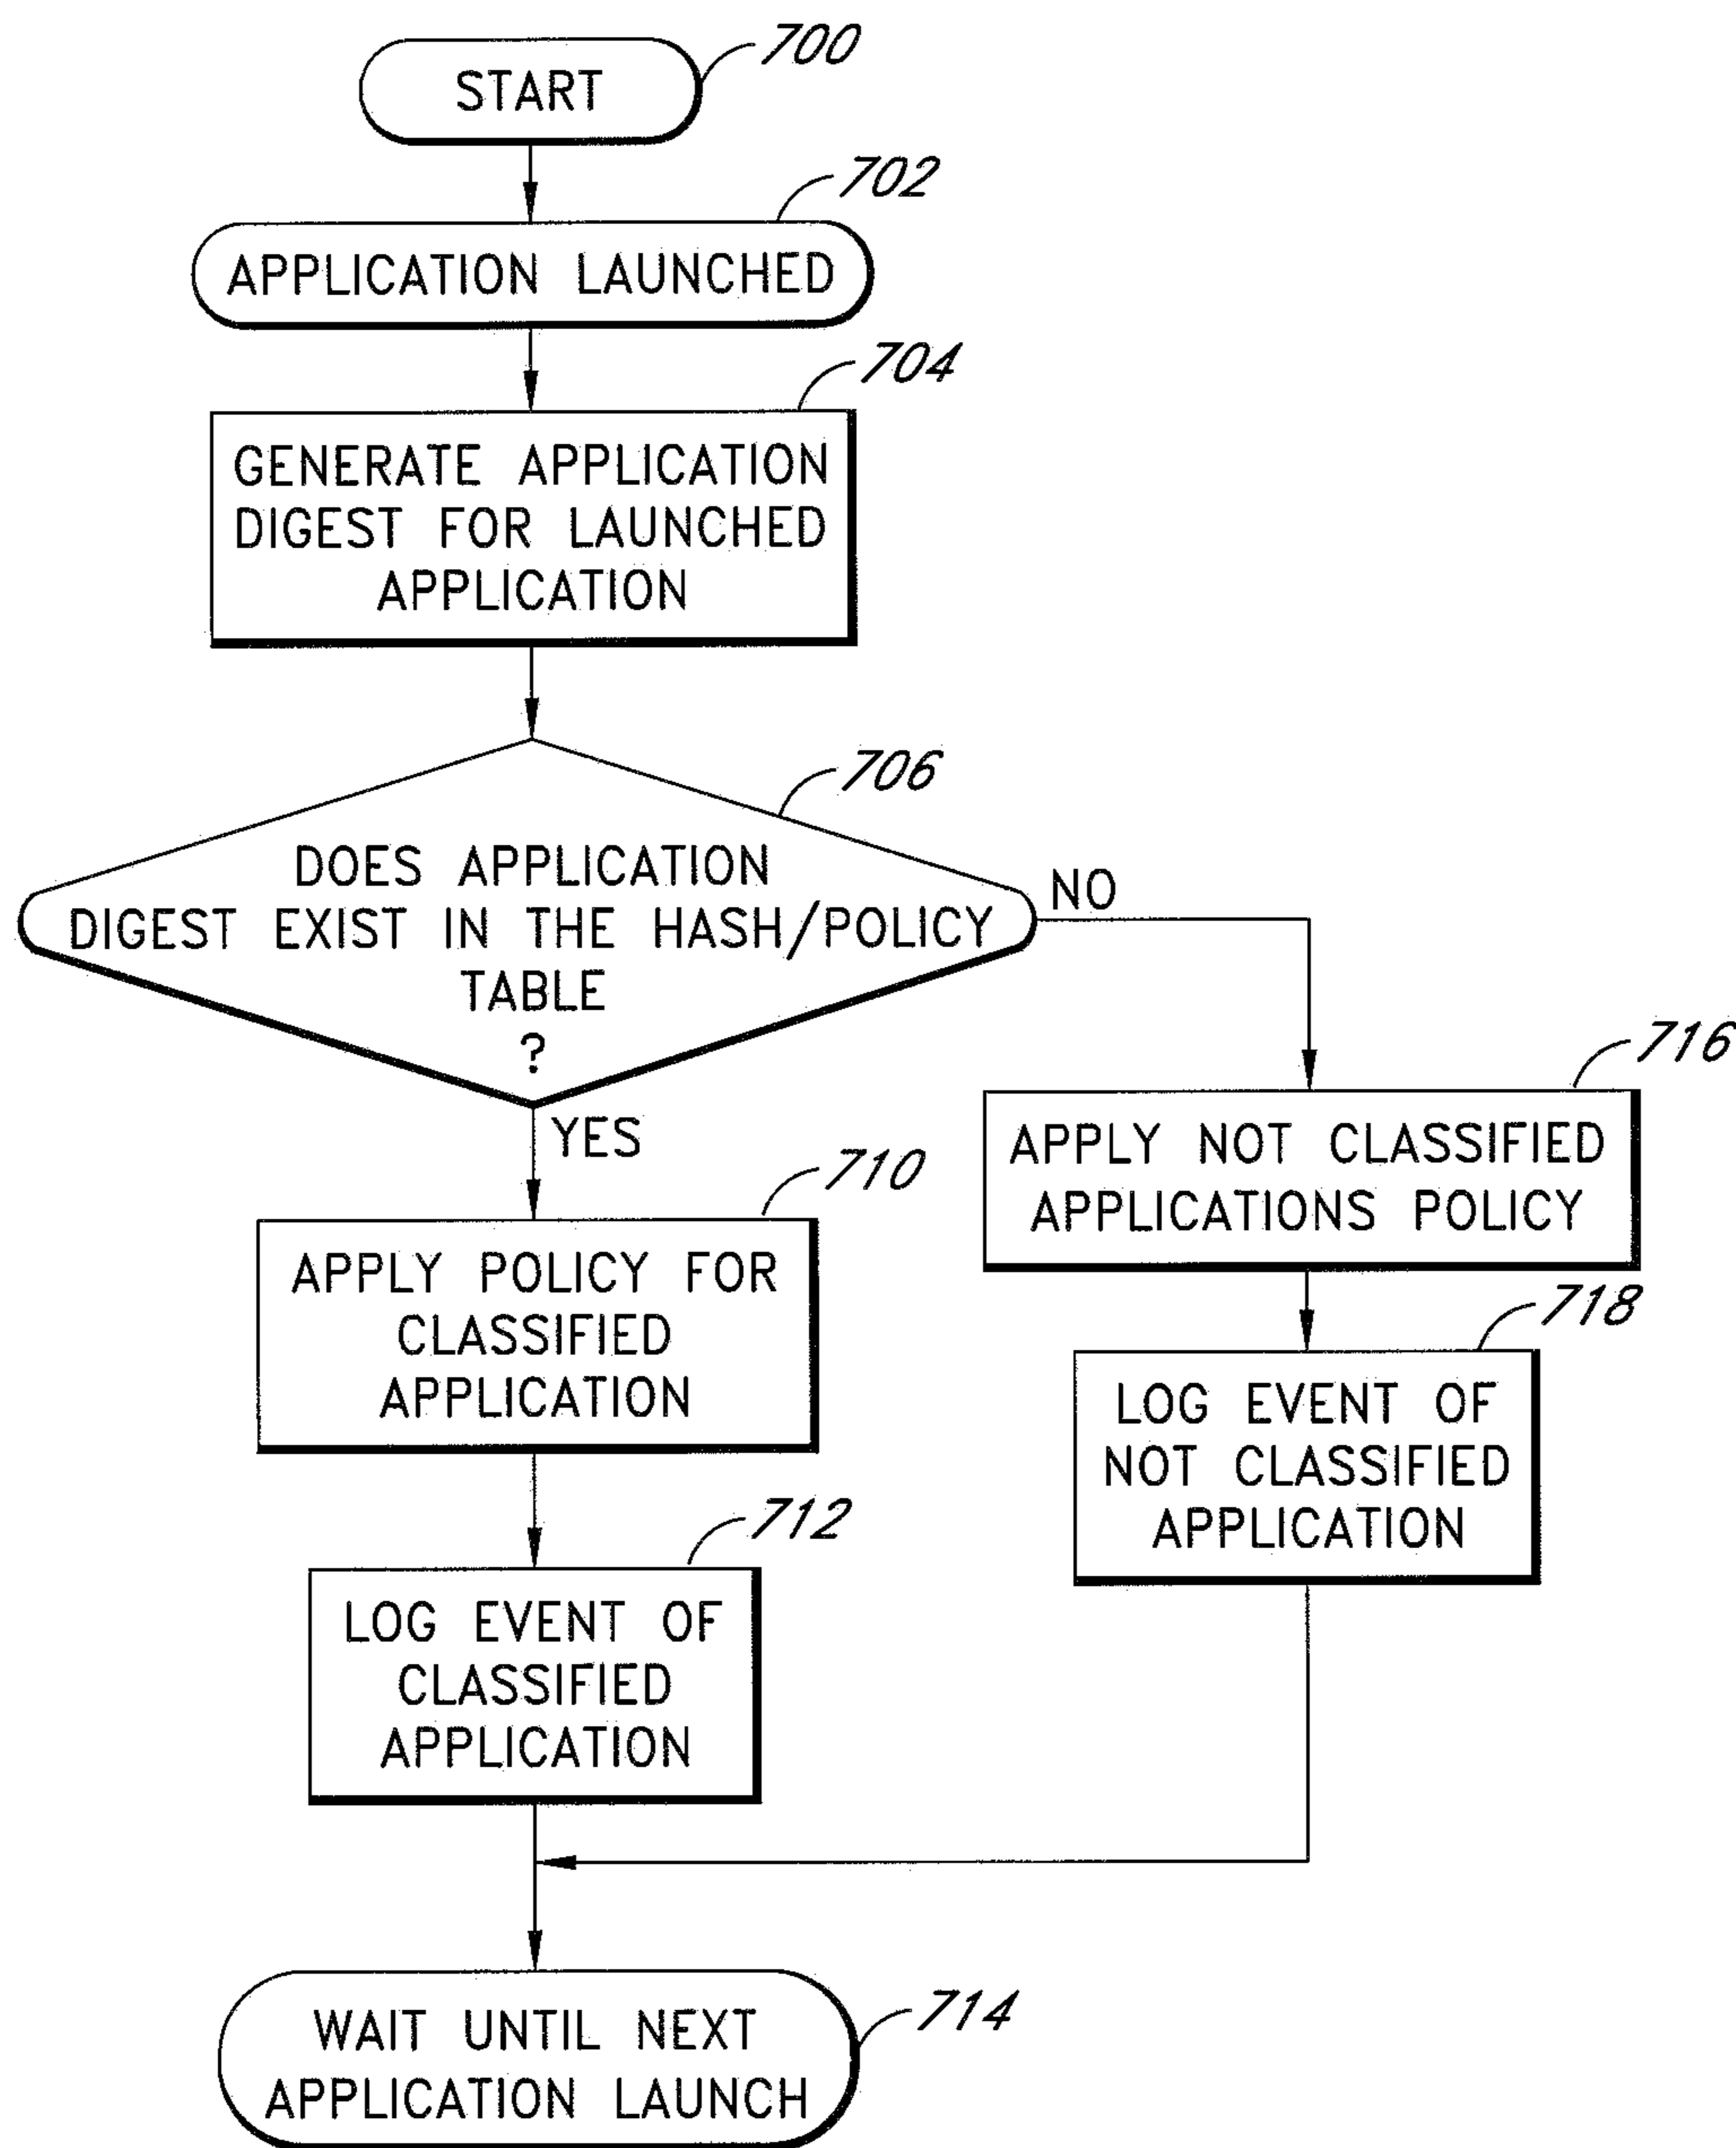 START
700
APPLICATION LAUNCHED
702
GENERATE APPLICATION
DIGEST FOR LAUNCHED
APPLICATION
704
DOES APPLICATION
DIGEST EXIST IN THE HASH/POLICY
TABLE
?
706
NO
YES
APPLY POLICY FOR
CLASSIFIED
APPLICATION
710
LOG EVENT OF
CLASSIFIED
APPLICATION
712
APPLY NOT CLASSIFIED
APPLICATIONS POLICY
716
LOG EVENT OF
NOT CLASSIFIED
APPLICATION
718
WAIT UNTIL NEXT
APPLICATION LAUNCH
714